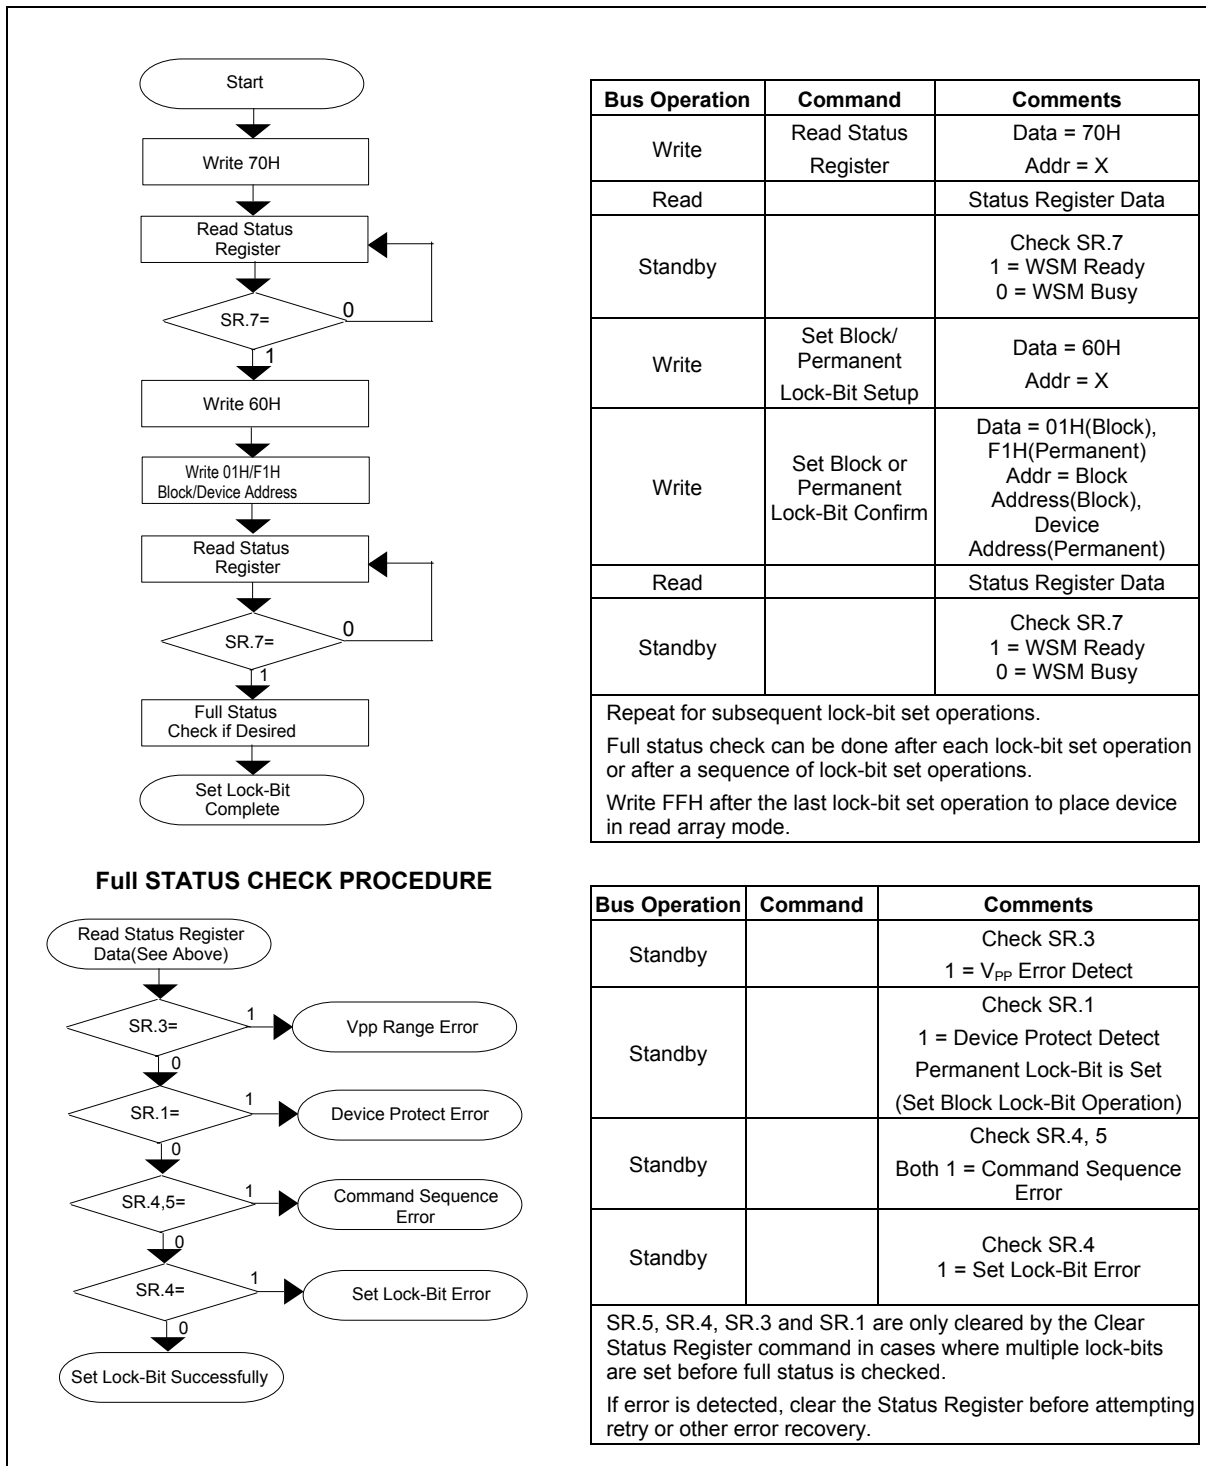 Start
Write 70H
Read Status
Register
SR.7=
0
1
Write 60H
Write 01H/F1H
Block/Device Address
Read Status
Register
SR.7=
0
1
Full Status
Check if Desired
Set Lock-Bit
Complete
Bus Operation Command Comments
Write
Read Status
Register
Data = 70H
Addr = X
Read
Status Register Data
Standby
Check SR.7
1 = WSM Ready
0 = WSM Busy
Write
Set Block/
Permanent
Lock-Bit Setup
Data = 60H
Addr = X
Write
Set Block or
Permanent
Lock-Bit Confirm
Data = 01H(Block),
F1H(Permanent)
Addr = Block
Address(Block),
Device
Address(Permanent)
Read
Status Register Data
Standby
Check SR.7
1 = WSM Ready
0 = WSM Busy
Repeat for subsequent lock-bit set operations.
Full status check can be done after each lock-bit set operation
or after a sequence of lock-bit set operations.
Write FFH after the last lock-bit set operation to place device
in read array mode.
Full STATUS CHECK PROCEDURE
Read Status Register
Data(See Above)
SR.3=
1
Vpp Range Error
0
SR.1=
1
Device Protect Error
0
SR.4,5=
1
Command Sequence
Error
0
SR.4=
1
Set Lock-Bit Error
0
Set Lock-Bit Successfully
Bus Operation Command Comments
Standby
Check SR.3
1 = VPP Error Detect
Standby
Check SR.1
1 = Device Protect Detect
Permanent Lock-Bit is Set
(Set Block Lock-Bit Operation)
Standby
Check SR.4, 5
Both 1 = Command Sequence
Error
Standby
Check SR.4
1 = Set Lock-Bit Error
SR.5, SR.4, SR.3 and SR.1 are only cleared by the Clear
Status Register command in cases where multiple lock-bits
are set before full status is checked.
If error is detected, clear the Status Register before attempting
retry or other error recovery.